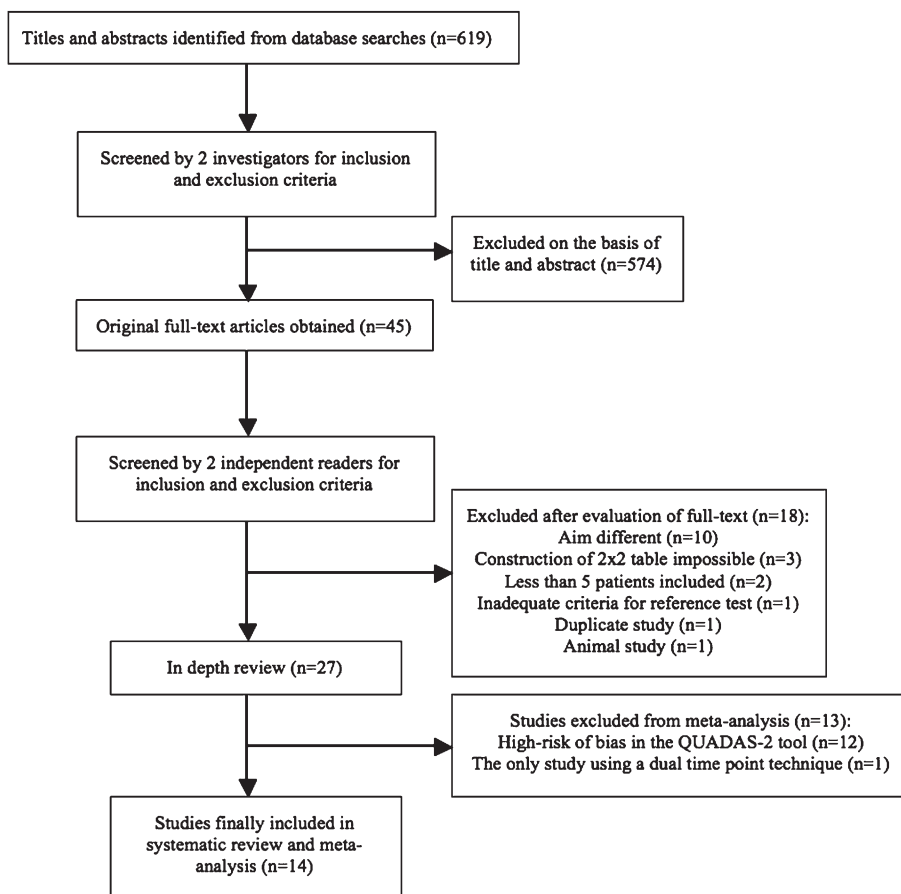 Titles and abstracts identified from database searches (n=619)
Screened by 2 investigators for inclusion
and exclusion criteria
Excluded on the basis of
title and abstract (n=574)
Original full-text articles obtained (n=45)
Screened by 2 independent readers for
inclusion and exclusion criteria
Excluded after evaluation of full-text (n=18):
Aim different (n=10)
Construction of 2x2 table impossible (n=3)
Less than 5 patients included (n=2)
Inadequate criteria for reference test (n=1)
Duplicate study (n=1)
Animal study (n=1)
In depth review (n=27)
Studies excluded from meta-analysis (n=13):
High-risk of bias in the QUADAS-2 tool (n=12)
The only study using a dual time point technique (n=1)
Studies finally included in
systematic review and meta-
analysis (n=14)